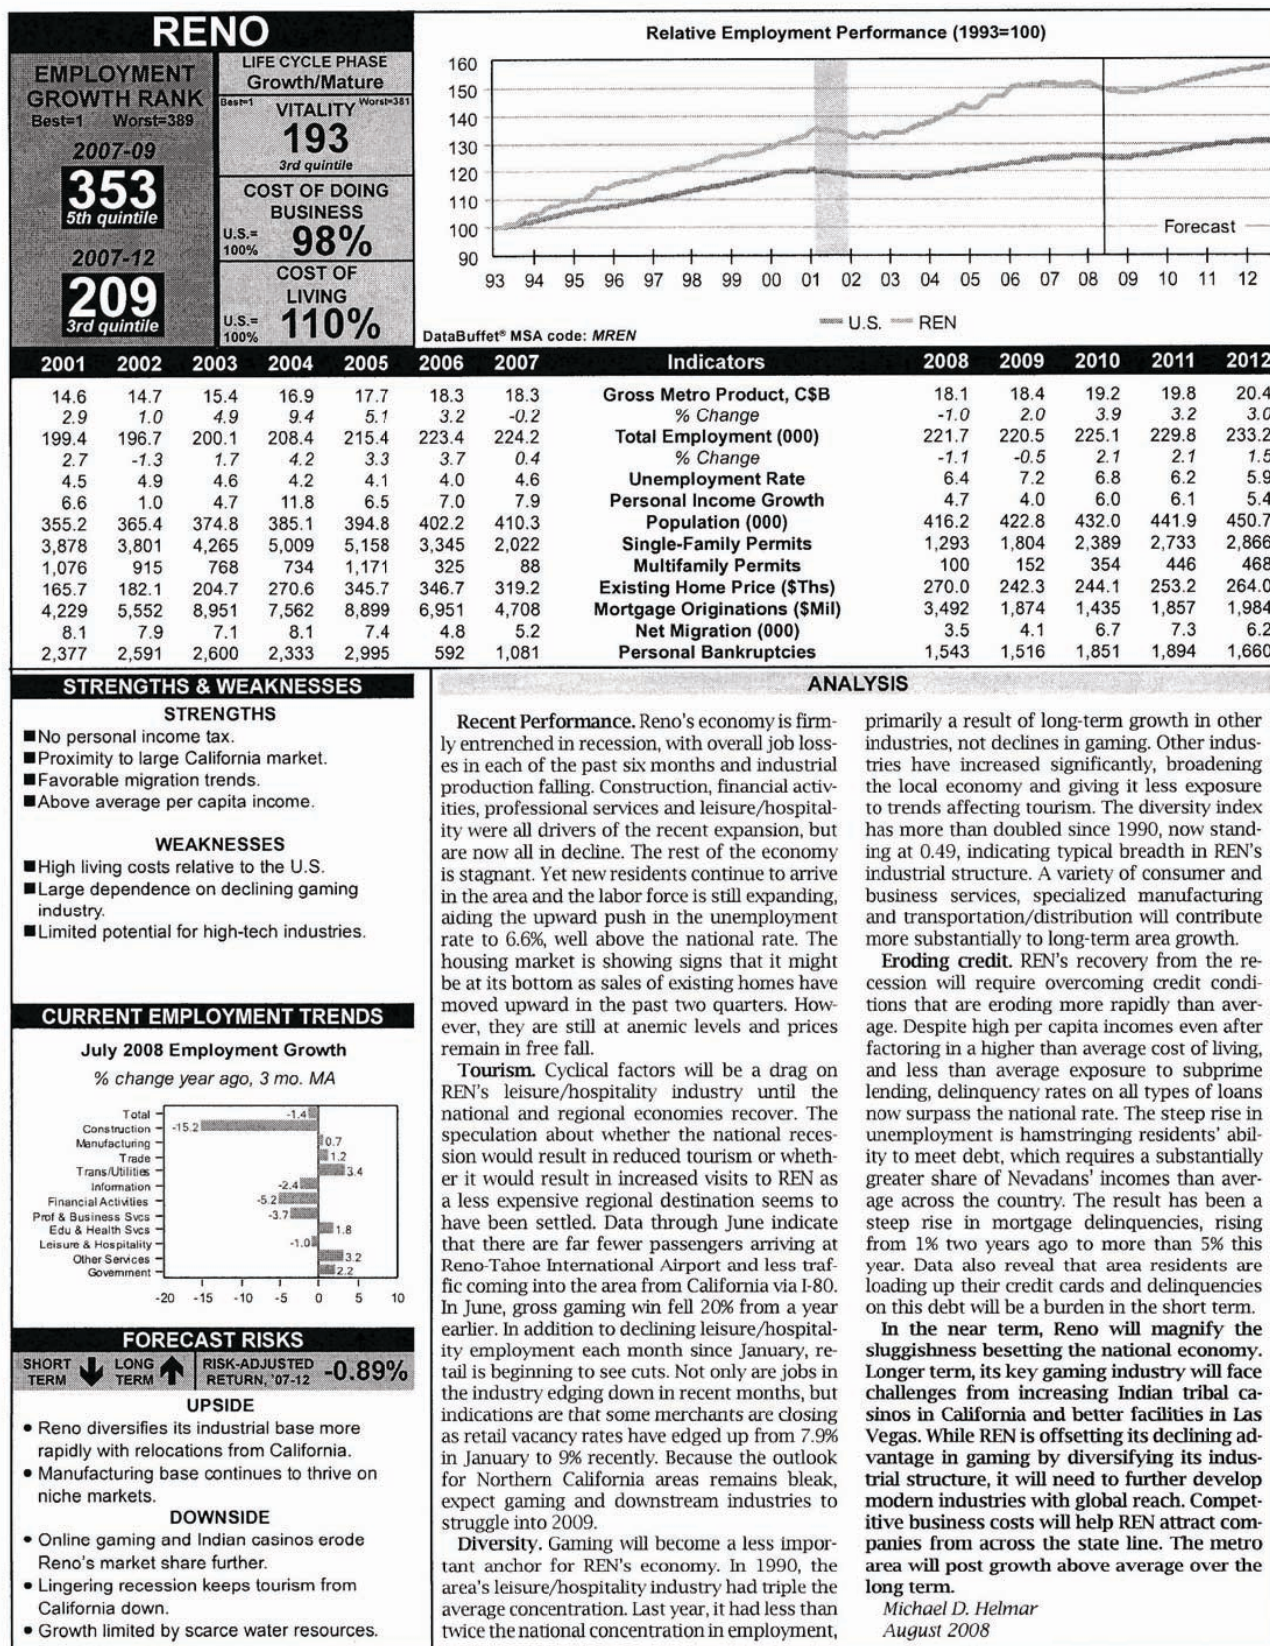 RENO
EMPLOYMENT
GROWTH RANK
Best=1 Worst=389
2007-09
353
5th quintile
2007-12
209
3rd quintile
LIFE CYCLE PHASE
Growth/Mature
Best=1 Worst=381
VITALITY
193
3rd quintile
COST OF DOING
BUSINESS
U.S.=
100%
98%
COST OF
LIVING
U.S.=
100%
110%
Relative Employment Performance (1993=100)
160
150
140
130
120
110
100
90
Forecast
93 94 95 96 97 98 99 00 01 02 03 04 05 06 07 08 09 10 11 12
U.S. REN
DataBuffet® MSA code: MREN
2001 2002 2003 2004 2005 2006 2007 Indicators 2008 2009 2010 2011 2012
14.6 14.7 15.4 16.9 17.7 18.3 18.3 Gross Metro Product, C$B 18.1 18.4 19.2 19.8 20.4
2.9 1.0 4.9 9.4 5.1 3.2 -0.2 % Change -1.0 2.0 3.9 3.2 3.0
199.4 196.7 200.1 208.4 215.4 223.4 224.2 Total Employment (000) 221.7 220.5 225.1 229.8 233.2
2.7 -1.3 1.7 4.2 3.3 3.7 0.4 % Change -1.1 -0.5 2.1 2.1 1.5
4.5 4.9 4.6 4.2 4.1 4.0 4.6 Unemployment Rate 6.4 7.2 6.8 6.2 5.9
6.6 1.0 4.7 11.8 6.5 7.0 7.9 Personal Income Growth 4.7 4.0 6.0 6.1 5.4
355.2 365.4 374.8 385.1 394.8 402.2 410.3 Population (000) 416.2 422.8 432.0 441.9 450.7
3,878 3,801 4,265 5,009 5,158 3,345 2,022 Single-Family Permits 1,293 1,804 2,389 2,733 2,866
1,076 915 768 734 1,171 325 88 Multifamily Permits 100 152 354 446 468
165.7 182.1 204.7 270.6 345.7 346.7 319.2 Existing Home Price ($Ths) 270.0 242.3 244.1 253.2 264.0
4,229 5,552 8,951 7,562 8,899 6,951 4,708 Mortgage Originations ($Mil) 3,492 1,874 1,435 1,857 1,984
8.1 7.9 7.1 8.1 7.4 4.8 5.2 Net Migration (000) 3.5 4.1 6.7 7.3 6.2
2,377 2,591 2,600 2,333 2,995 592 1,081 Personal Bankruptcies 1,543 1,516 1,851 1,894 1,660
STRENGTHS & WEAKNESSES
STRENGTHS
■No personal income tax.
■Proximity to large California market.
■Favorable migration trends.
■Above average per capita income.
WEAKNESSES
■High living costs relative to the U.S.
■Large dependence on declining gaming
industry.
■Limited potential for high-tech industries.
CURRENT EMPLOYMENT TRENDS
July 2008 Employment Growth
% change year ago, 3 mo. MA
Total -1.4
Construction -15.2
Manufacturing 0.7
Trade 1.2
Trans/Utilities 3.4
Information -2.4
Financial Activities -5.2
Prof & Business Svcs -3.7
Edu & Health Svcs 1.8
Leisure & Hospitality -1.0
Other Services 3.2
Government 2.2
-20 -15 -10 -5 0 5 10
FORECAST RISKS
SHORT
TERM
LONG
TERM
RISK-ADJUSTED
RETURN, '07-12
-0.89%
UPSIDE
• Reno diversifies its industrial base more
rapidly with relocations from California.
• Manufacturing base continues to thrive on
niche markets.
DOWNSIDE
• Online gaming and Indian casinos erode
Reno's market share further.
• Lingering recession keeps tourism from
California down.
• Growth limited by scarce water resources.
ANALYSIS
Recent Performance. Reno's economy is firm-
ly entrenched in recession, with overall job loss-
es in each of the past six months and industrial
production falling. Construction, financial activ-
ities, professional services and leisure/hospital-
ity were all drivers of the recent expansion, but
are now all in decline. The rest of the economy
is stagnant. Yet new residents continue to arrive
in the area and the labor force is still expanding,
aiding the upward push in the unemployment
rate to 6.6%, well above the national rate. The
housing market is showing signs that it might
be at its bottom as sales of existing homes have
moved upward in the past two quarters. How-
ever, they are still at anemic levels and prices
remain in free fall.
Tourism. Cyclical factors will be a drag on
REN's leisure/hospitality industry until the
national and regional economies recover. The
speculation about whether the national reces-
sion would result in reduced tourism or wheth-
er it would result in increased visits to REN as
a less expensive regional destination seems to
have been settled. Data through June indicate
that there are far fewer passengers arriving at
Reno-Tahoe International Airport and less traf-
fic coming into the area from California via I-80.
In June, gross gaming win fell 20% from a year
earlier. In addition to declining leisure/hospital-
ity employment each month since January, re-
tail is beginning to see cuts. Not only are jobs in
the industry edging down in recent months, but
indications are that some merchants are closing
as retail vacancy rates have edged up from 7.9%
in January to 9% recently. Because the outlook
for Northern California areas remains bleak,
expect gaming and downstream industries to
struggle into 2009.
Diversity. Gaming will become a less impor-
tant anchor for REN's economy. In 1990, the
area's leisure/hospitality industry had triple the
average concentration. Last year, it had less than
twice the national concentration in employment,
primarily a result of long-term growth in other
industries, not declines in gaming. Other indus-
tries have increased significantly, broadening
the local economy and giving it less exposure
to trends affecting tourism. The diversity index
has more than doubled since 1990, now stand-
ing at 0.49, indicating typical breadth in REN's
industrial structure. A variety of consumer and
business services, specialized manufacturing
and transportation/distribution will contribute
more substantially to long-term area growth.
Eroding credit. REN's recovery from the re-
cession will require overcoming credit condi-
tions that are eroding more rapidly than aver-
age. Despite high per capita incomes even after
factoring in a higher than average cost of living,
and less than average exposure to subprime
lending, delinquency rates on all types of loans
now surpass the national rate. The steep rise in
unemployment is hamstringing residents' abil-
ity to meet debt, which requires a substantially
greater share of Nevadans' incomes than aver-
age across the country. The result has been a
steep rise in mortgage delinquencies, rising
from 1% two years ago to more than 5% this
year. Data also reveal that area residents are
loading up their credit cards and delinquencies
on this debt will be a burden in the short term.
In the near term, Reno will magnify the
sluggishness besetting the national economy.
Longer term, its key gaming industry will face
challenges from increasing Indian tribal ca-
sinos in California and better facilities in Las
Vegas. While REN is offsetting its declining ad-
vantage in gaming by diversifying its indus-
trial structure, it will need to further develop
modern industries with global reach. Compet-
itive business costs will help REN attract com-
panies from across the state line. The metro
area will post growth above average over the
long term.
Michael D. Helmar
August 2008